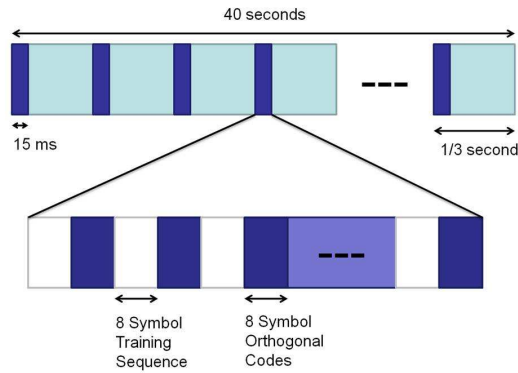 40 seconds
15 ms
1/3 second
8 Symbol
Training
Sequence
8 Symbol
Orthogonal
Codes